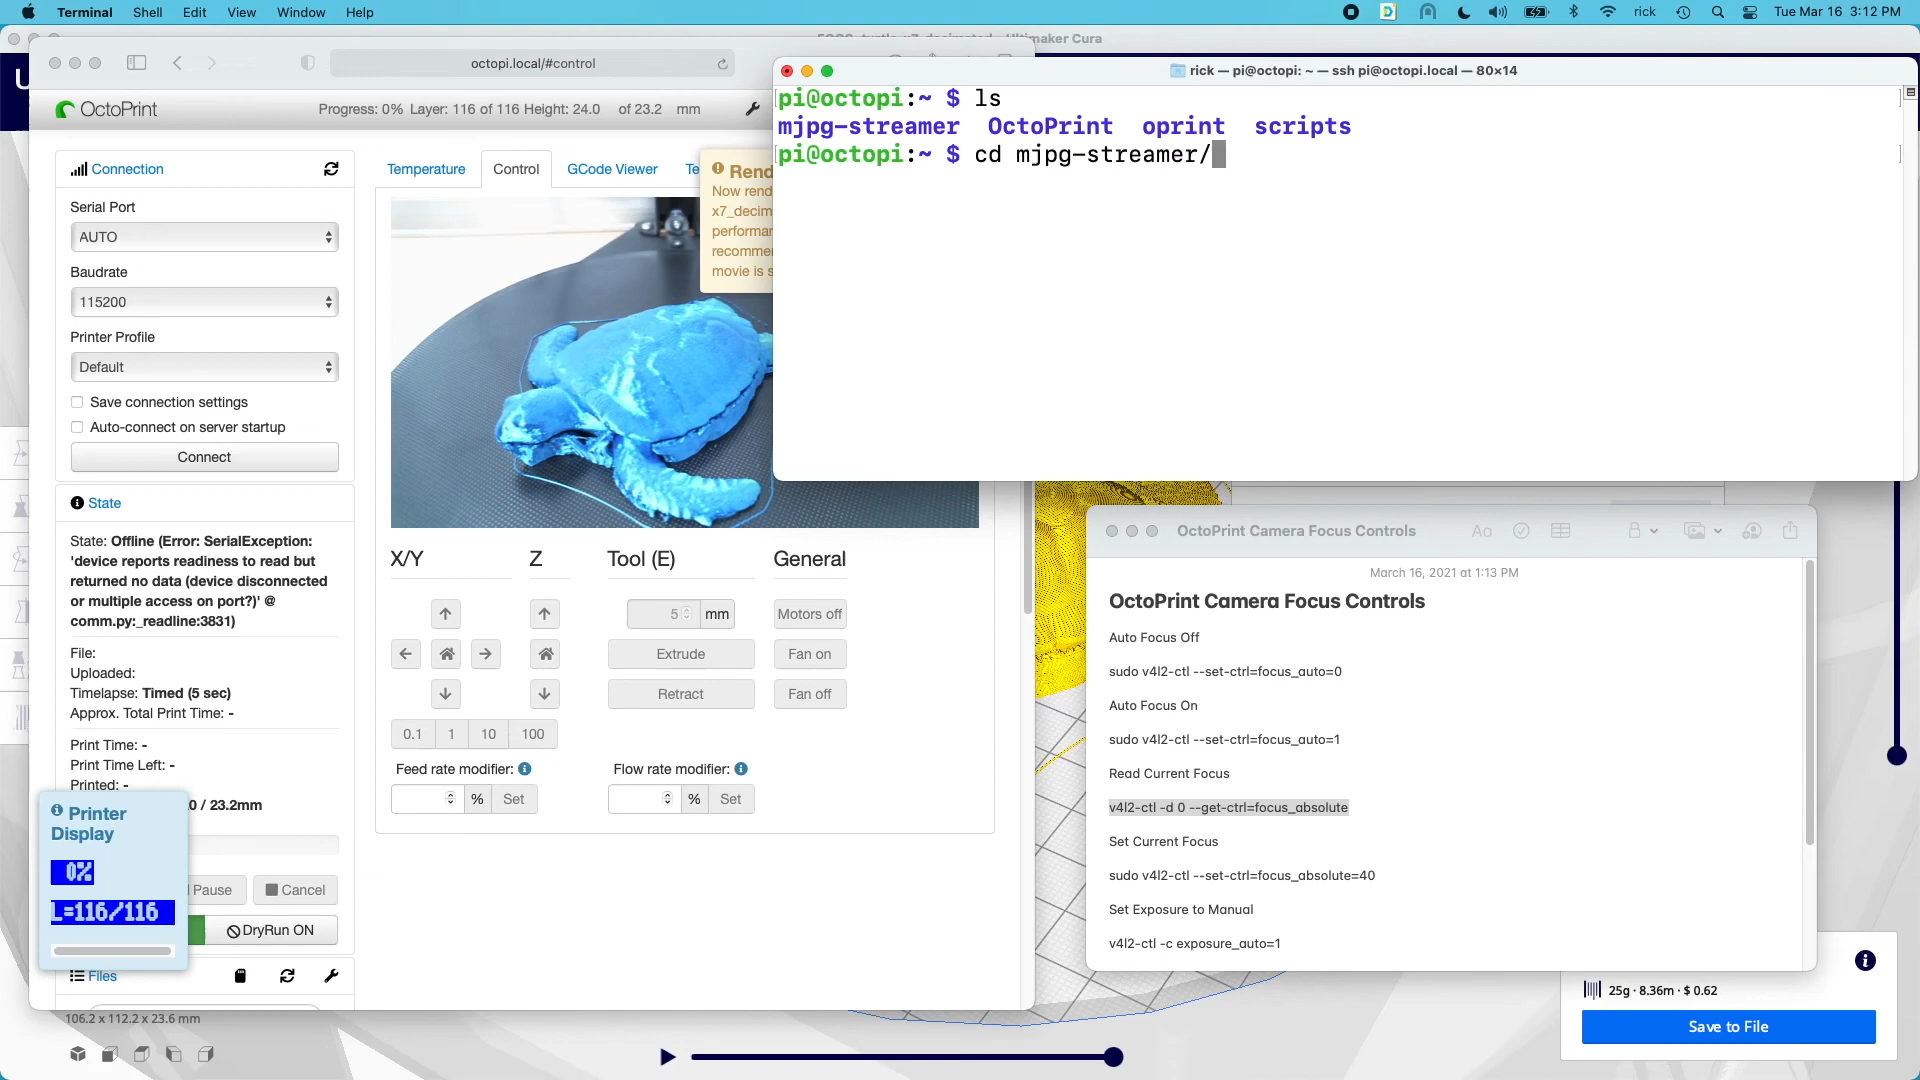 Terminal Shell Edit View Window Help
rick Tue Mar 16 3:12 PM
octopi.local/#control
OctoPrint
Progress: 0% Layer: 116 of 116 Height: 24.0 of 23.2 mm
Connection
Temperature Control GCode Viewer Te
Serial Port
AUTO
Baudrate
115200
Printer Profile
Default
Save connection settings
Auto-connect on server startup
Connect
State
State: Offline (Error: SerialException:
'device reports readiness to read but
returned no data (device disconnected
or multiple access on port?)' @
comm.py:_readline:3831)
File:
Uploaded:
Timelapse: Timed (5 sec)
Approx. Total Print Time: -
Print Time: -
Print Time Left: -
Printed: -
0 / 23.2mm
Pause Cancel
DryRun ON
Files
Printer
Display
0%
L=116/116
Rend
Now rend
x7_decim
performan
recommen
movie is s
X/Y Z Tool (E) General
5 mm Motors off
Extrude Fan on
Retract Fan off
0.1 1 10 100
Feed rate modifier: Flow rate modifier:
% Set % Set
106.2 x 112.2 x 23.6 mm
Ultimaker Cura
rick — pi@octopi: ~ — ssh pi@octopi.local — 80×14
pi@octopi:~ $ ls
mjpg-streamer OctoPrint oprint scripts
pi@octopi:~ $ cd mjpg-streamer/
OctoPrint Camera Focus Controls
Aa
March 16, 2021 at 1:13 PM
OctoPrint Camera Focus Controls
Auto Focus Off
sudo v4l2-ctl --set-ctrl=focus_auto=0
Auto Focus On
sudo v4l2-ctl --set-ctrl=focus_auto=1
Read Current Focus
v4l2-ctl -d 0 --get-ctrl=focus_absolute
Set Current Focus
sudo v4l2-ctl --set-ctrl=focus_absolute=40
Set Exposure to Manual
v4l2-ctl -c exposure_auto=1
25g · 8.36m · $ 0.62
Save to File